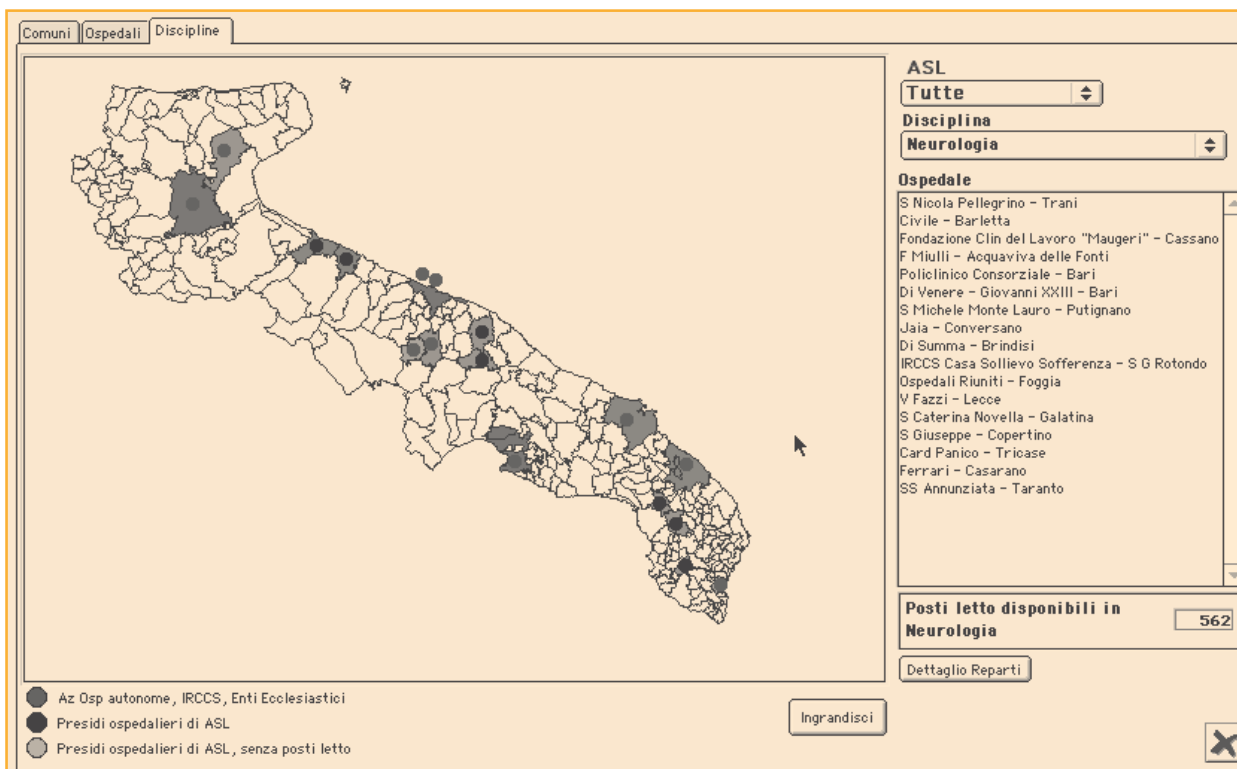 Comuni Ospedali Discipline
ASL
Tutte
Disciplina
Neurologia
Ospedale
S Nicola Pellegrino - Trani
Civile - Barletta
Fondazione Clin del Lavoro "Maugeri" - Cassano
F Miulli - Acquaviva delle Fonti
Policlinico Consorziale - Bari
Di Venere - Giovanni XXIII - Bari
S Michele Monte Lauro - Putignano
Jaia - Conversano
Di Summa - Brindisi
IRCCS Casa Sollievo Sofferenza - S G Rotondo
Ospedali Riuniti - Foggia
V Fazzi - Lecce
S Caterina Novella - Galatina
S Giuseppe - Copertino
Card Panico - Tricase
Ferrari - Casarano
SS Annunziata - Taranto
Posti letto disponibili in
Neurologia
562
Dettaglio Reparti
Az Osp autonome, IRCCS, Enti Ecclesiastici
Presidi ospedalieri di ASL
Presidi ospedalieri di ASL, senza posti letto
Ingrandisci